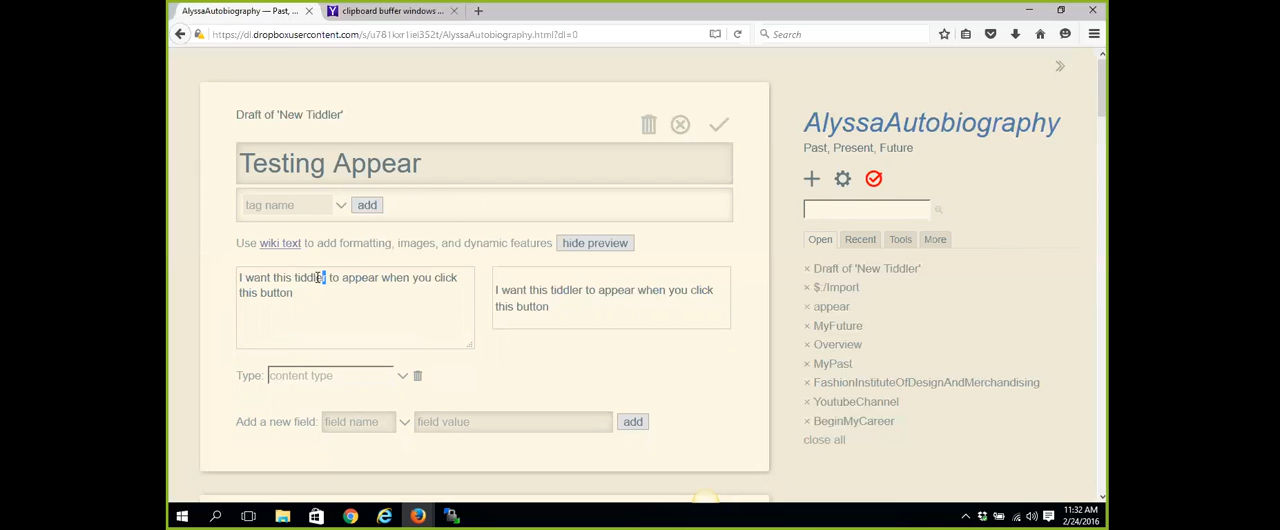 AlyssaAutobiography — Past, ...
clipboard buffer windows ...
https://dl.dropboxusercontent.com/s/u781lkxr1iei352t/AlyssaAutobiography.html?dl=0
Search
Draft of 'New Tiddler'
Testing Appear
tag name
add
Use wiki text to add formatting, images, and dynamic features
hide preview
I want this tiddler to appear when you click
this button
I want this tiddler to appear when you click
this button
Type:
content type
Add a new field:
field name
field value
add
AlyssaAutobiography
Past, Present, Future
Open
Recent
Tools
More
× Draft of 'New Tiddler'
× $:/Import
× appear
× MyFuture
× Overview
× MyPast
× FashionInstituteOfDesignAndMerchandising
× YoutubeChannel
× BeginMyCareer
close all
11:32 AM
2/24/2016